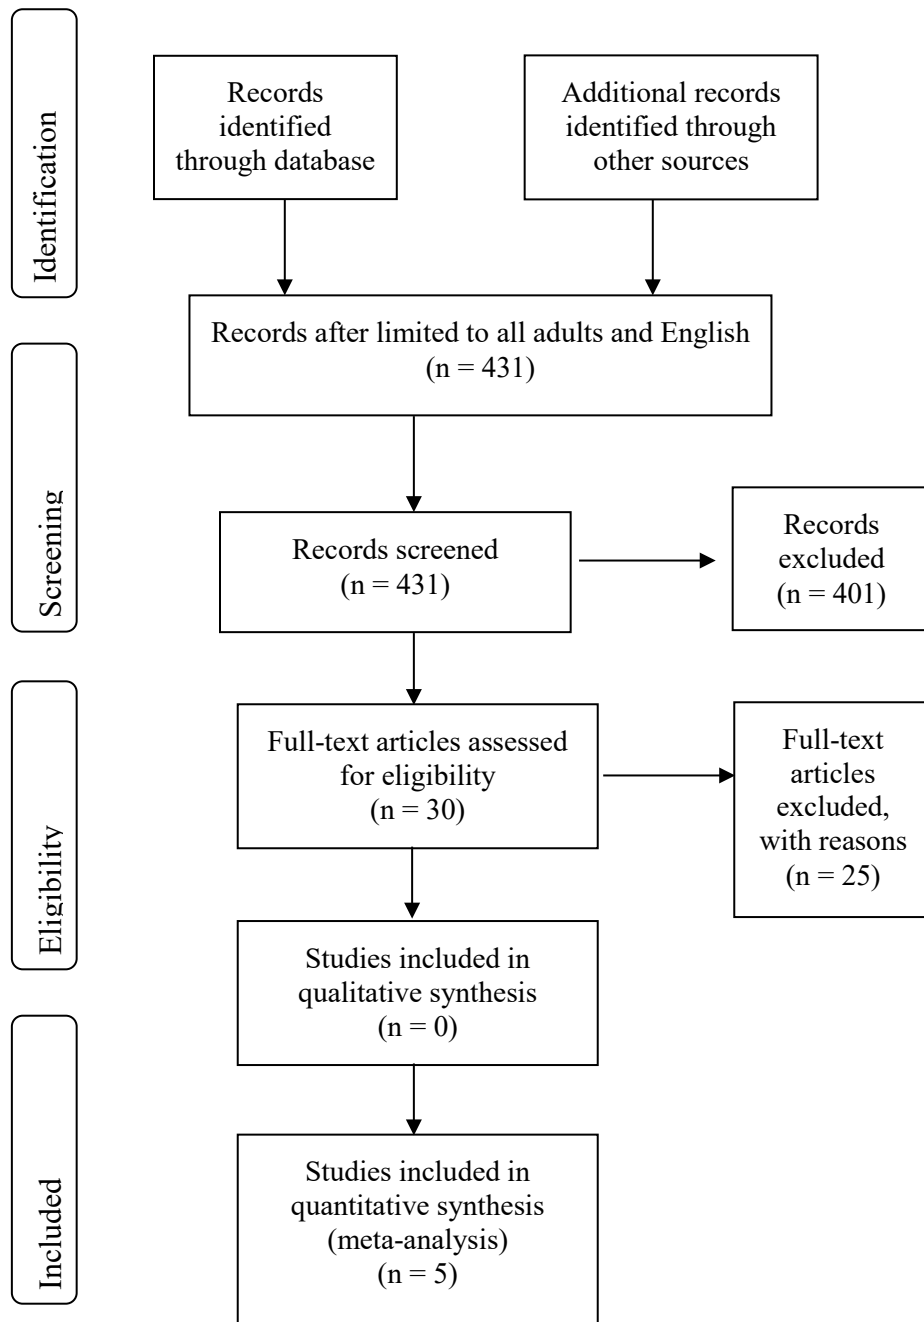 Identification
Records
identified
through database
Additional records
identified through
other sources
Records after limited to all adults and English
(n = 431)
Screening
Records screened
(n = 431)
Records
excluded
(n = 401)
Eligibility
Full-text articles assessed
for eligibility
(n = 30)
Full-text
articles
excluded,
with reasons
(n = 25)
Studies included in
qualitative synthesis
(n = 0)
Included
Studies included in
quantitative synthesis
(meta-analysis)
(n = 5)